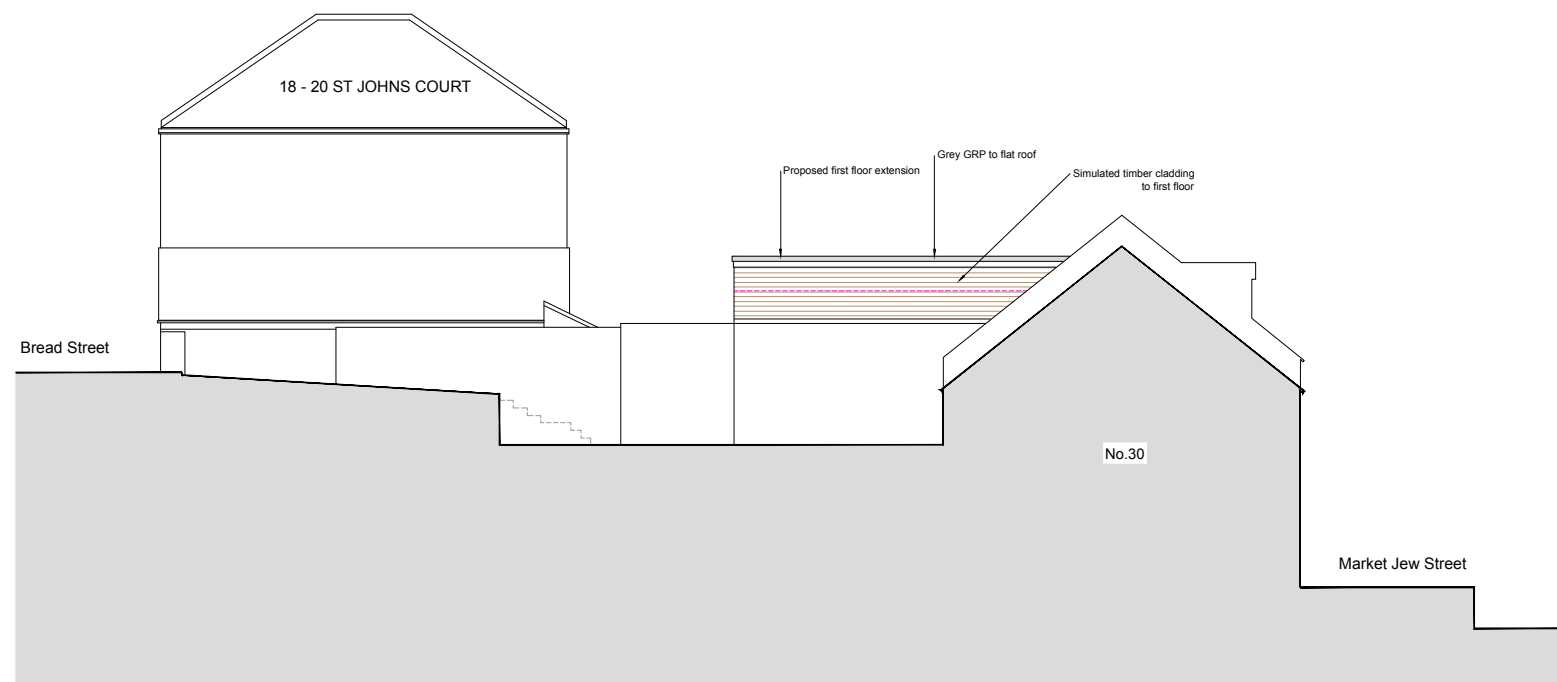 18 - 20 ST JOHNS COURT
Grey GRP to flat roof
Proposed first floor extension
Simulated timber cladding
to first floor
Bread Street
No.30
Market Jew Street